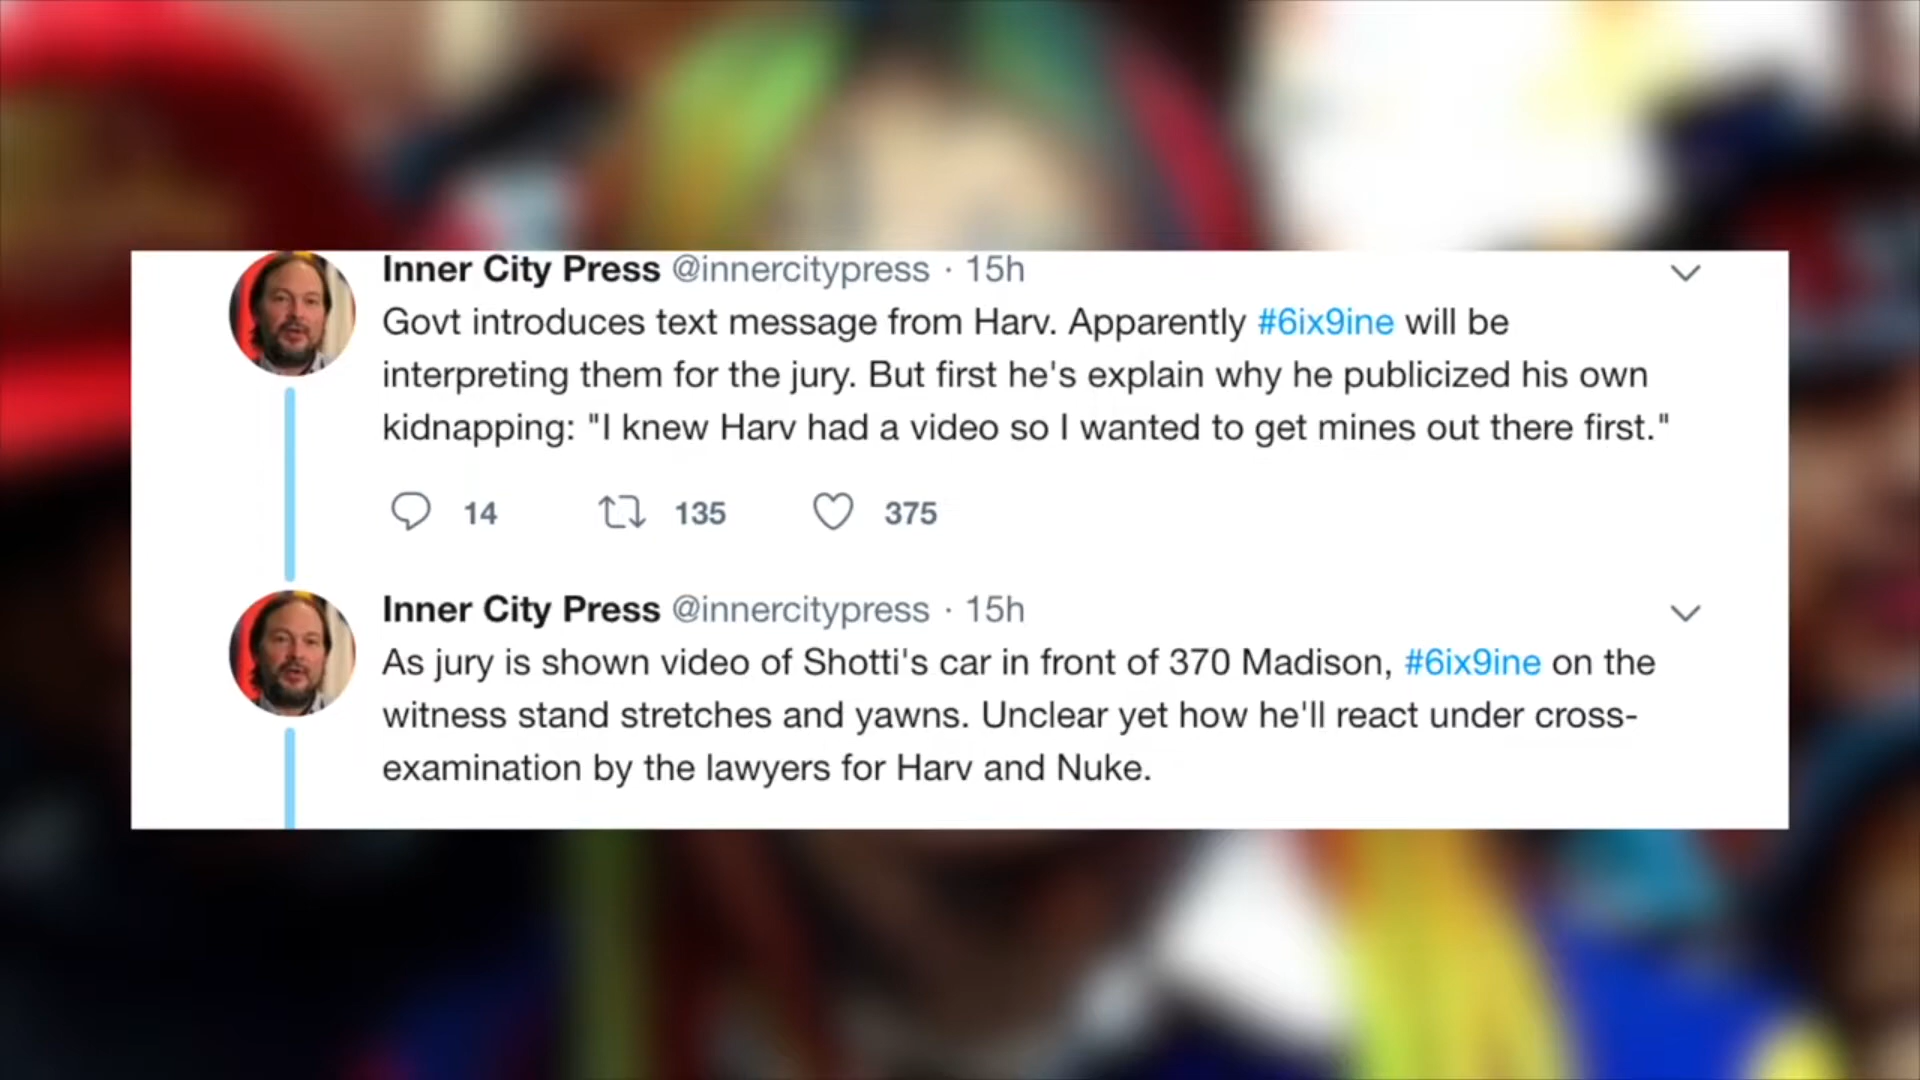 Inner City Press @innercitypress · 15h
Govt introduces text message from Harv. Apparently #6ix9ine will be
interpreting them for the jury. But first he's explain why he publicized his own
kidnapping: "I knew Harv had a video so I wanted to get mines out there first."
14 135 375
Inner City Press @innercitypress · 15h
As jury is shown video of Shotti's car in front of 370 Madison, #6ix9ine on the
witness stand stretches and yawns. Unclear yet how he'll react under cross-
examination by the lawyers for Harv and Nuke.